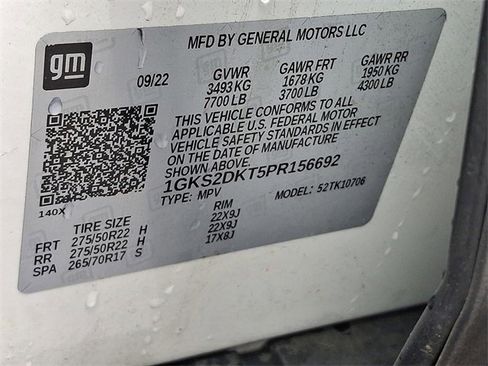 gm
MFD BY GENERAL MOTORS LLC
09/22 GVWR GAWR FRT GAWR RR
3493 KG 1678 KG 1950 KG
7700 LB 3700 LB 4300 LB
THIS VEHICLE CONFORMS TO ALL
APPLICABLE U.S. FEDERAL MOTOR
VEHICLE SAFETY STANDARDS IN EFFECT
ON THE DATE OF MANUFACTURE
SHOWN ABOVE.
1GKS2DKT5PR156692
TYPE: MPV MODEL: 52TK10706
140X
TIRE SIZE RIM
FRT 275/50R22 H 22X9J
RR 275/50R22 H 22X9J
SPA 265/70R17 S 17X8J